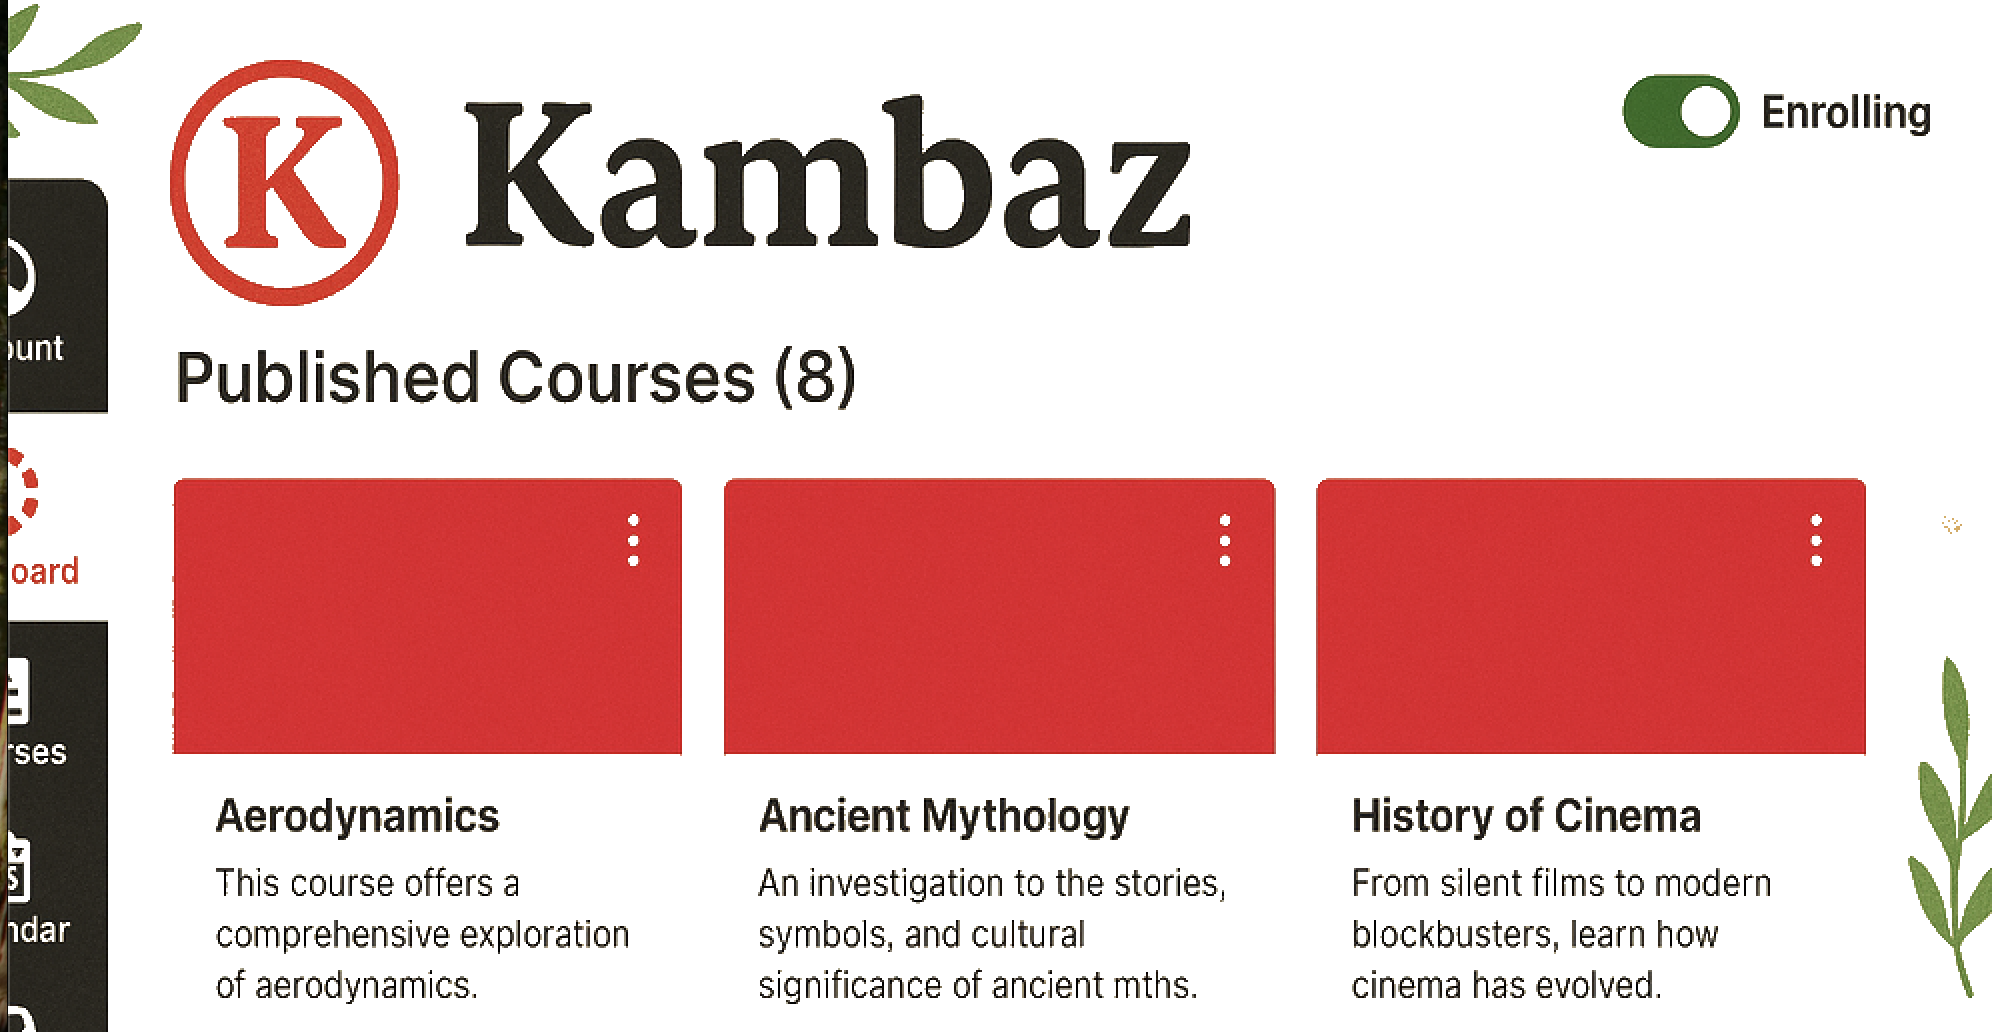 K Kambaz
Enrolling
ount
Published Courses (8)
oard
rses
ndar
Aerodynamics
This course offers a
comprehensive exploration
of aerodynamics.
Ancient Mythology
An investigation to the stories,
symbols, and cultural
significance of ancient mths.
History of Cinema
From silent films to modern
blockbusters, learn how
cinema has evolved.